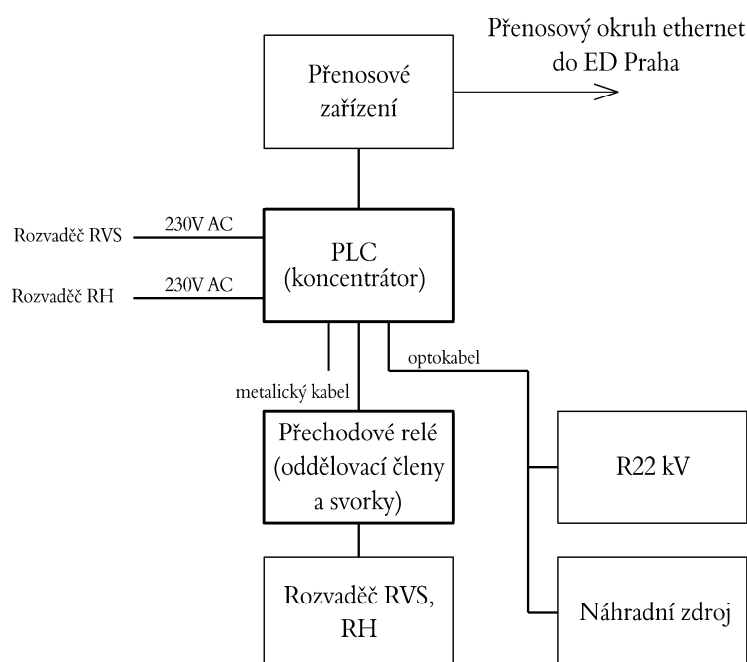 Přenosový okruh ethernet
do ED Praha
Přenosové
zařízení
Rozvaděč RVS
230V AC
PLC
(koncentrátor)
Rozvaděč RH
230V AC
optokabel
metalický kabel
Přechodové relé
(oddělovací členy
a svorky)
R22 kV
Rozvaděč RVS,
RH
Náhradní zdroj